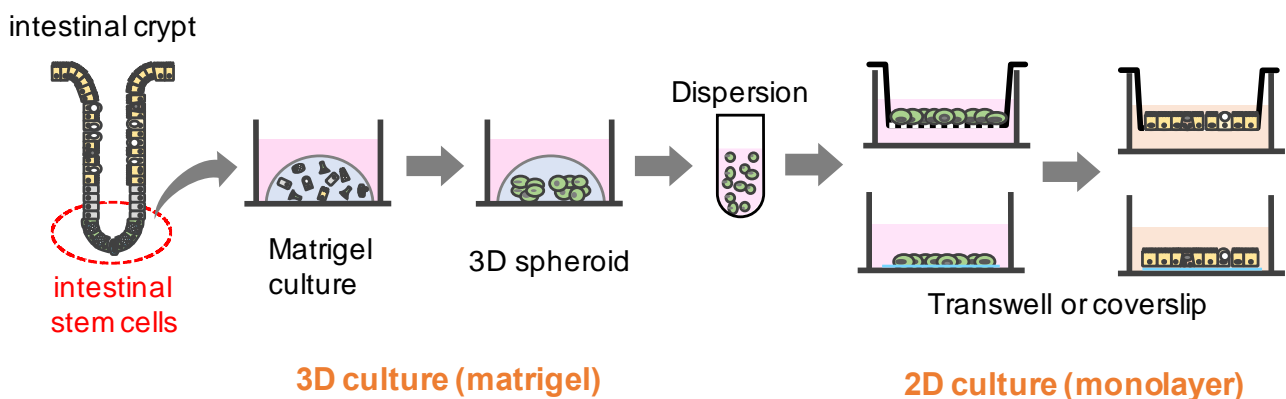 intestinal crypt
intestinal
stem cells
Matrigel
culture
3D spheroid
Dispersion
Transwell or coverslip
3D culture (matrigel)
2D culture (monolayer)